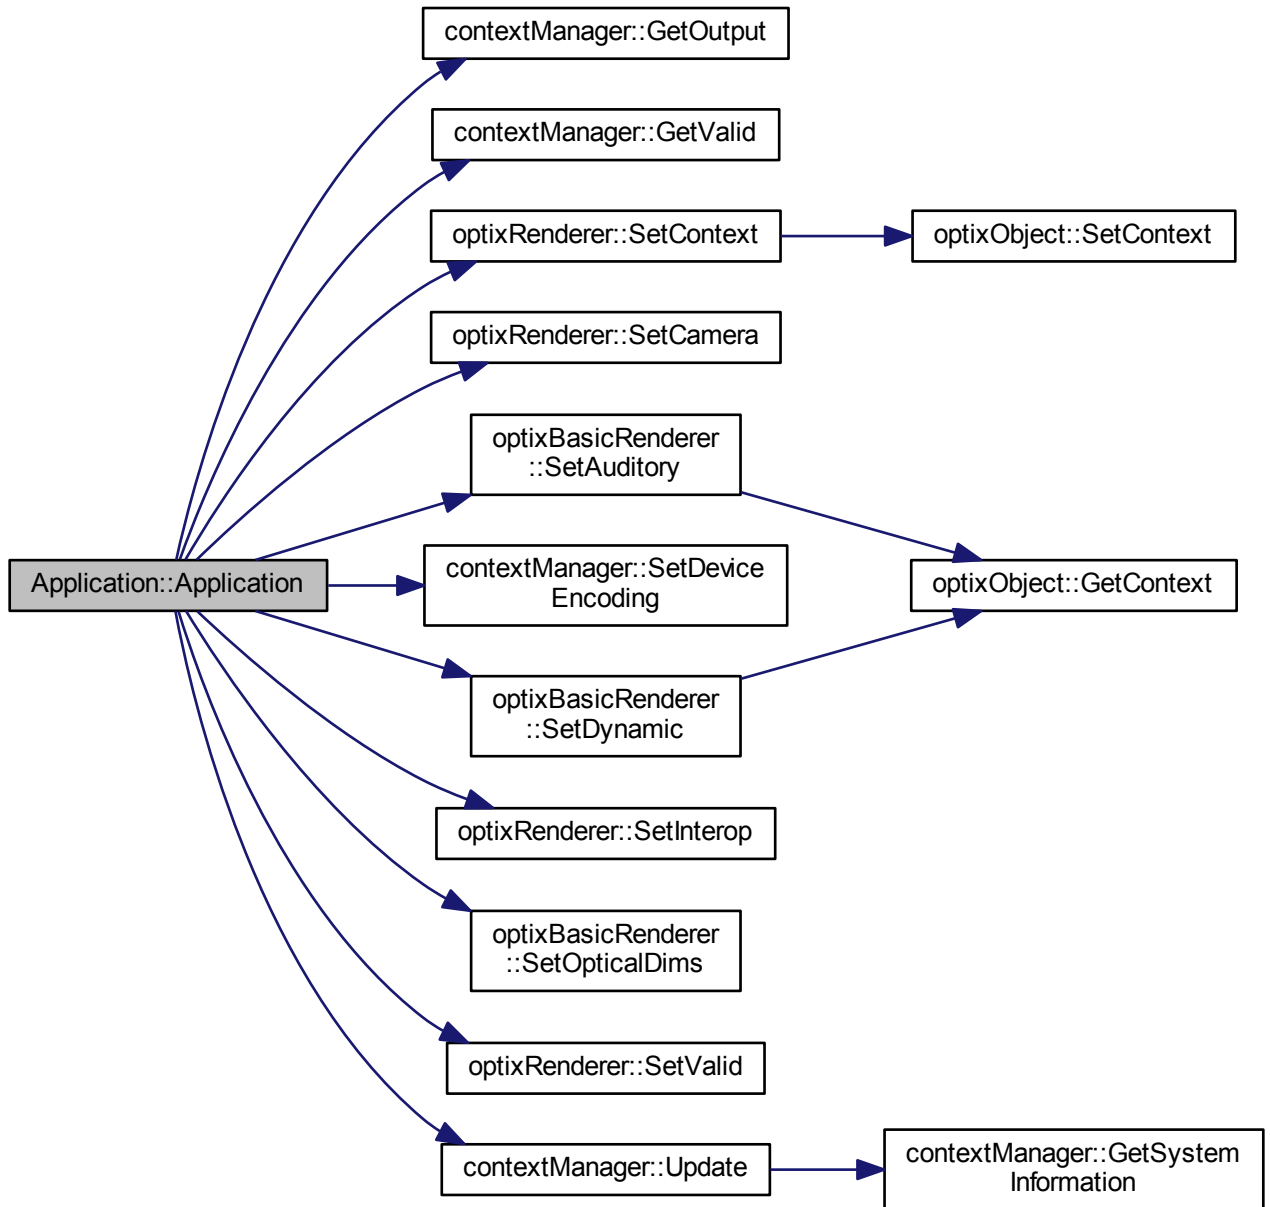 contextManager::GetOutput
contextManager::GetValid
optixRenderer::SetContext
optixObject::SetContext
optixRenderer::SetCamera
optixBasicRenderer
::SetAuditory
Application::Application
contextManager::SetDevice
Encoding
optixObject::GetContext
optixBasicRenderer
::SetDynamic
optixRenderer::SetInterop
optixBasicRenderer
::SetOpticalDims
optixRenderer::SetValid
contextManager::Update
contextManager::GetSystem
Information